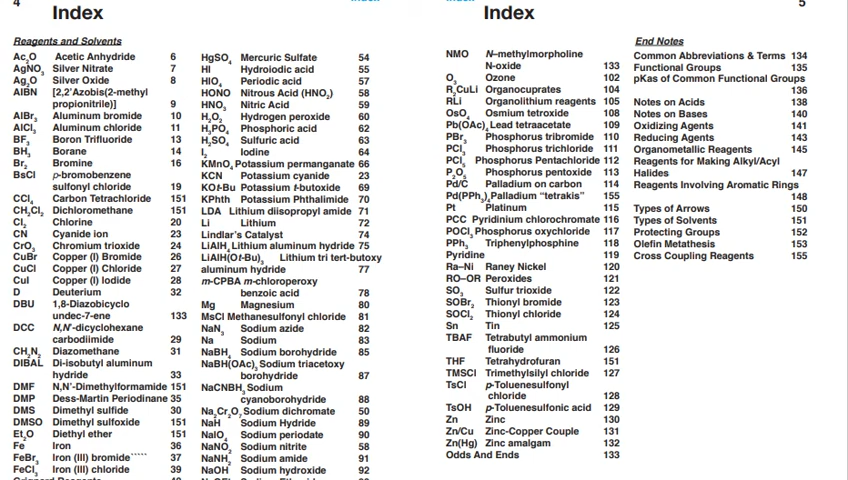 4
Index
Reagents and Solvents
Ac2O Acetic Anhydride 6
AgNO3 Silver Nitrate 7
Ag2O Silver Oxide 8
AIBN [2,2'Azobis(2-methyl
propionitrile)] 9
AlBr3 Aluminum bromide 10
AlCl3 Aluminum chloride 11
BF3 Boron Trifluoride 13
BH3 Borane 14
Br2 Bromine 16
BsCl p-bromobenzene
sulfonyl chloride 19
CCl4 Carbon Tetrachloride 151
CH2Cl2 Dichloromethane 151
Cl2 Chlorine 20
CN Cyanide ion 23
CrO3 Chromium trioxide 24
CuBr Copper (I) Bromide 26
CuCl Copper (I) Chloride 27
CuI Copper (I) Iodide 28
D Deuterium 32
DBU 1,8-Diazobicyclo
undec-7-ene 133
DCC N,N'-dicyclohexane
carbodiimide 29
CH2N2 Diazomethane 31
DIBAL Di-isobutyl aluminum
hydride 33
DMF N,N'-Dimethylformamide 151
DMP Dess-Martin Periodinane 35
DMS Dimethyl sulfide 30
DMSO Dimethyl sulfoxide 151
Et2O Diethyl ether 151
Fe Iron 36
FeBr3 Iron (III) bromide````` 37
FeCl3 Iron (III) chloride 39
HgSO4 Mercuric Sulfate 54
HI Hydroiodic acid 55
HIO4 Periodic acid 57
HONO Nitrous Acid (HNO2) 58
HNO3 Nitric Acid 59
H2O2 Hydrogen peroxide 60
H3PO4 Phosphoric acid 62
H2SO4 Sulfuric acid 63
I2 Iodine 64
KMnO4 Potassium permanganate 66
KCN Potassium cyanide 23
KOt-Bu Potassium t-butoxide 69
KPhth Potassium Phthalimide 70
LDA Lithium diisopropyl amide 71
Li Lithium 72
Lindlar's Catalyst 74
LiAlH4 Lithium aluminum hydride 75
LiAlH(Ot-Bu)3 Lithium tri tert-butoxy
aluminum hydride 77
m-CPBA m-chloroperoxy
benzoic acid 78
Mg Magnesium 80
MsCl Methanesulfonyl chloride 81
NaN3 Sodium azide 82
Na Sodium 83
NaBH4 Sodium borohydride 85
NaBH(OAc)3 Sodium triacetoxy
borohydride 87
NaCNBH3 Sodium
cyanoborohydride 88
Na2Cr2O7 Sodium dichromate 50
NaH Sodium Hydride 89
NaIO4 Sodium periodate 90
NaNO2 Sodium nitrite 58
NaNH2 Sodium amide 91
NaOH Sodium hydroxide 92
5
Index
NMO N-methylmorpholine
N-oxide 133
O3 Ozone 102
R2CuLi Organocuprates 104
RLi Organolithium reagents 105
OsO4 Osmium tetroxide 108
Pb(OAc)4 Lead tetraacetate 109
PBr3 Phosphorus tribromide 110
PCl3 Phosphorus trichloride 111
PCl5 Phosphorus Pentachloride 112
P2O5 Phosphorus pentoxide 113
Pd/C Palladium on carbon 114
Pd(PPh3)4 Palladium "tetrakis" 155
Pt Platinum 115
PCC Pyridinium chlorochromate 116
POCl3 Phosphorus oxychloride 117
PPh3 Triphenylphosphine 118
Pyridine 119
Ra–Ni Raney Nickel 120
RO–OR Peroxides 121
SO3 Sulfur trioxide 122
SOBr2 Thionyl bromide 123
SOCl2 Thionyl chloride 124
Sn Tin 125
TBAF Tetrabutyl ammonium
fluoride 126
THF Tetrahydrofuran 151
TMSCl Trimethylsilyl chloride 127
TsCl p-Toluenesulfonyl
chloride 128
TsOH p-Toluenesulfonic acid 129
Zn Zinc 130
Zn/Cu Zinc-Copper Couple 131
Zn(Hg) Zinc amalgam 132
Odds And Ends 133
End Notes
Common Abbreviations & Terms 134
Functional Groups 135
pKas of Common Functional Groups
136
Notes on Acids 138
Notes on Bases 140
Oxidizing Agents 141
Reducing Agents 143
Organometallic Reagents 145
Reagents for Making Alkyl/Acyl
Halides 147
Reagents Involving Aromatic Rings
148
Types of Arrows 150
Types of Solvents 151
Protecting Groups 152
Olefin Metathesis 153
Cross Coupling Reagents 155